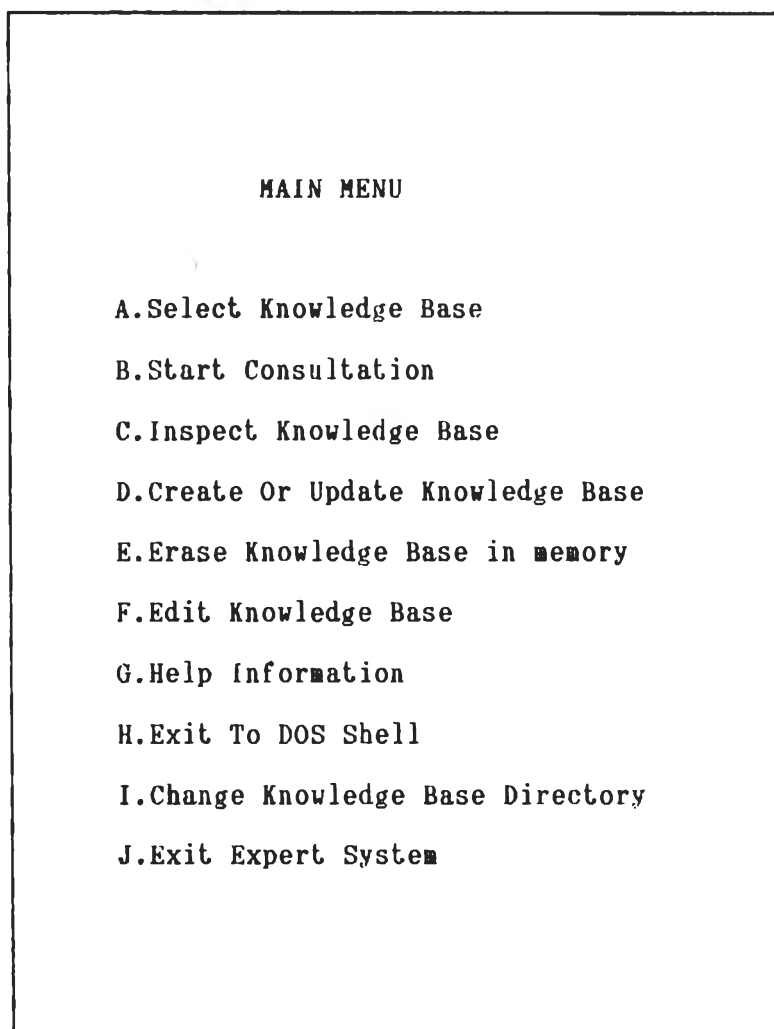 MAIN MENU
A.Select Knowledge Base
B.Start Consultation
C.Inspect Knowledge Base
D.Create Or Update Knowledge Base
E.Erase Knowledge Base in memory
F.Edit Knowledge Base
G.Help Information
H.Exit To DOS Shell
I.Change Knowledge Base Directory
J.Exit Expert System